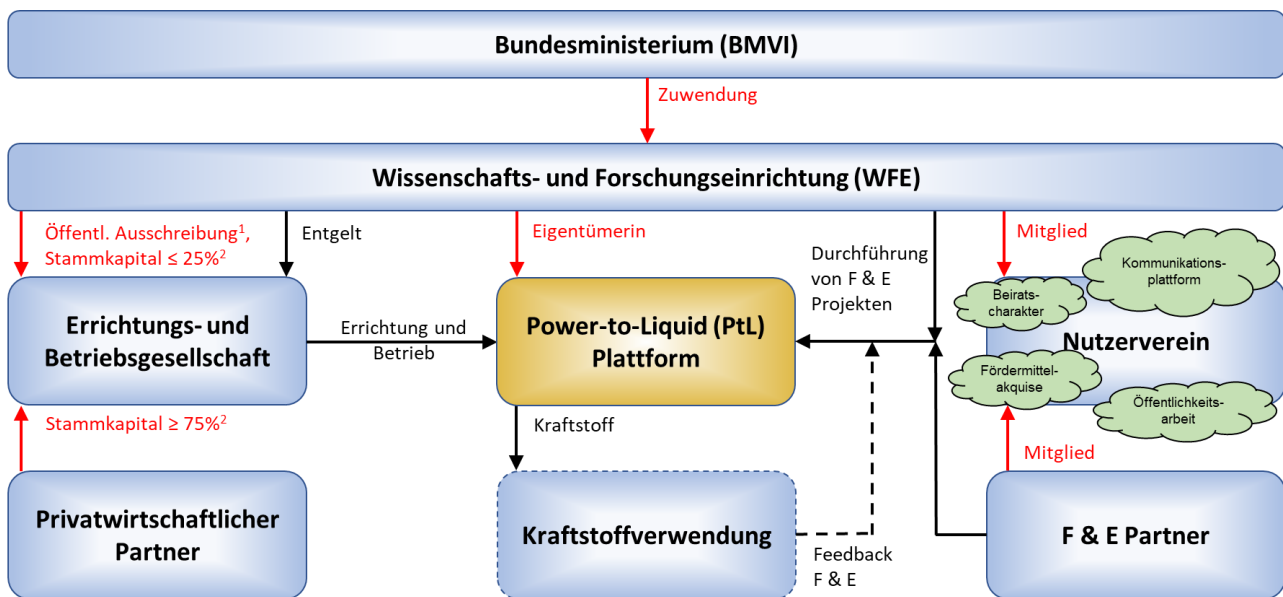 Bundesministerium (BMVI)
Zuwendung
Wissenschafts- und Forschungseinrichtung (WFE)
Öffentl. Ausschreibung¹,
Stammkapital ≤ 25%²
Entgelt
Eigentümerin
Durchführung
von F & E
Projekten
Mitglied
Kommunikations-
plattform
Beirats-
charakter
Errichtungs- und
Betriebsgesellschaft
Errichtung und
Betrieb
Power-to-Liquid (PtL)
Plattform
Nutzerverein
Fördermittel-
akquise
Öffentlichkeits-
arbeit
Stammkapital ≥ 75%²
Kraftstoff
Mitglied
Privatwirtschaftlicher
Partner
Kraftstoffverwendung
Feedback
F & E
F & E Partner